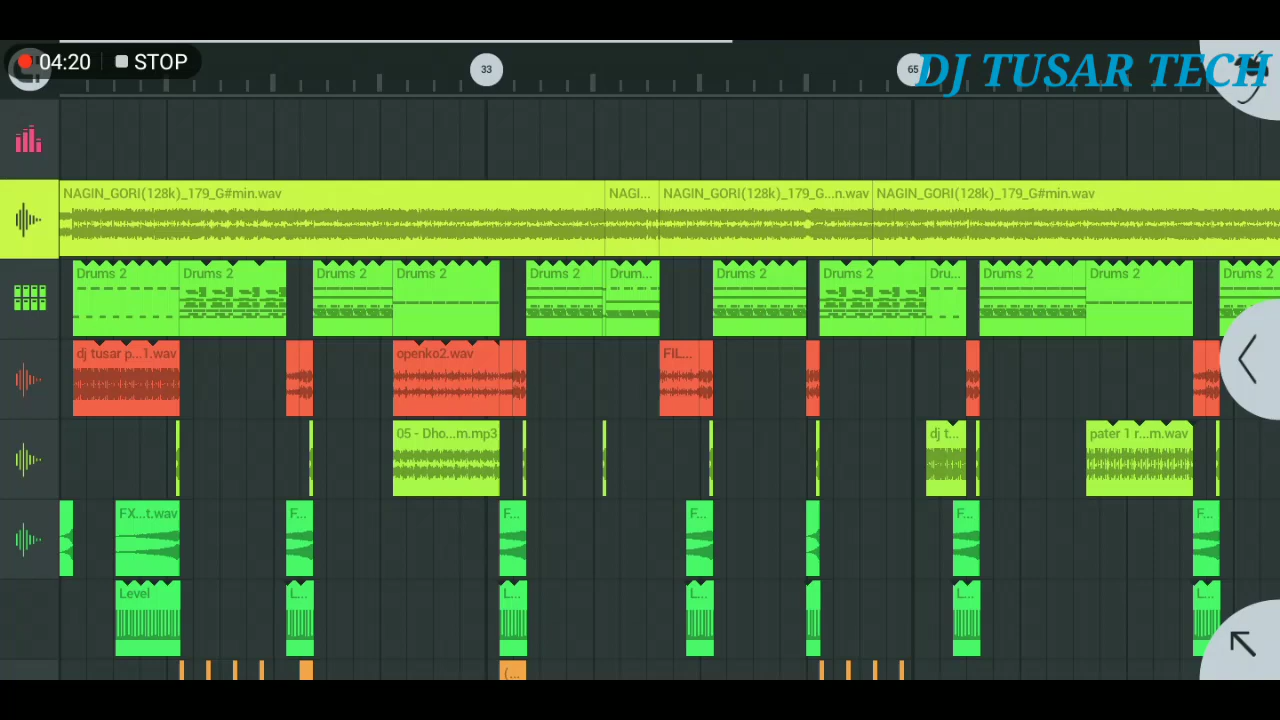 04:20 STOP
33
65
DJ TUSAR TECH
NAGIN_GORI(128k)_179_G#min.wav NAGI... NAGIN_GORI(128k)_179_G...n.wav NAGIN_GORI(128k)_179_G#min.wav
Drums 2 Drums 2 Drums 2 Drums 2 Drums 2 Drum... Drums 2 Drums 2 Dru... Drums 2 Drums 2 Drums 2
dj tusar p...1.wav openko2.wav FIL...
05 - Dho...m.mp3 dj t... pater 1 r...m.wav
FX...t.wav F... F... F... F... F...
Level L... L... L... L... L...
(...